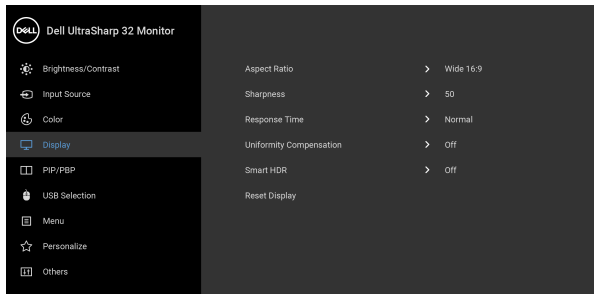 DELL Dell UltraSharp 32 Monitor
Brightness/Contrast
Input Source
Color
Display
PIP/PBP
USB Selection
Menu
Personalize
Others
Aspect Ratio > Wide 16:9
Sharpness > 50
Response Time > Normal
Uniformity Compensation > Off
Smart HDR > Off
Reset Display